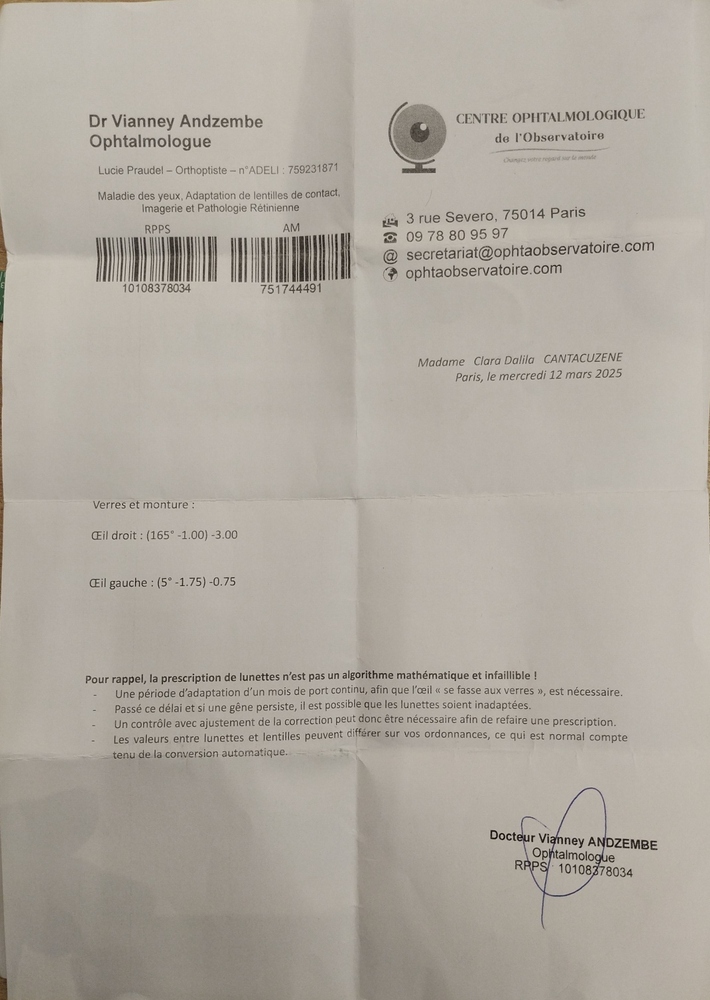 Dr Vianney Andzembe
Ophtalmologue
Lucie Praudel – Orthoptiste – n°ADELI : 759231871
Maladie des yeux, Adaptation de lentilles de contact,
Imagerie et Pathologie Rétinienne
RPPS AM
10108378034 751744491
CENTRE OPHTALMOLOGIQUE
de l'Observatoire
Changez votre regard sur le monde
3 rue Severo, 75014 Paris
09 78 80 95 97
@ secretariat@ophtaobservatoire.com
ophtaobservatoire.com
Madame Clara Dalila CANTACUZENE
Paris, le mercredi 12 mars 2025
Verres et monture :
Œil droit : (165° -1.00) -3.00
Œil gauche : (5° -1.75) -0.75
Pour rappel, la prescription de lunettes n'est pas un algorithme mathématique et infaillible !
- Une période d'adaptation d'un mois de port continu, afin que l'œil « se fasse aux verres », est nécessaire.
- Passé ce délai et si une gêne persiste, il est possible que les lunettes soient inadaptées.
- Un contrôle avec ajustement de la correction peut donc être nécessaire afin de refaire une prescription.
- Les valeurs entre lunettes et lentilles peuvent différer sur vos ordonnances, ce qui est normal compte
tenu de la conversion automatique.
Docteur Vianney ANDZEMBE
Ophtalmologue
RPPS 10108378034